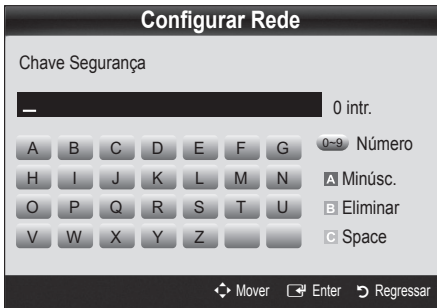 Configurar Rede
Chave Segurança
_ 0 intr.
A B C D E F G 0~9 Número
H I J K L M N A Minúsc.
O P Q R S T U B Eliminar
V W X Y Z C Space
Mover Enter Regressar